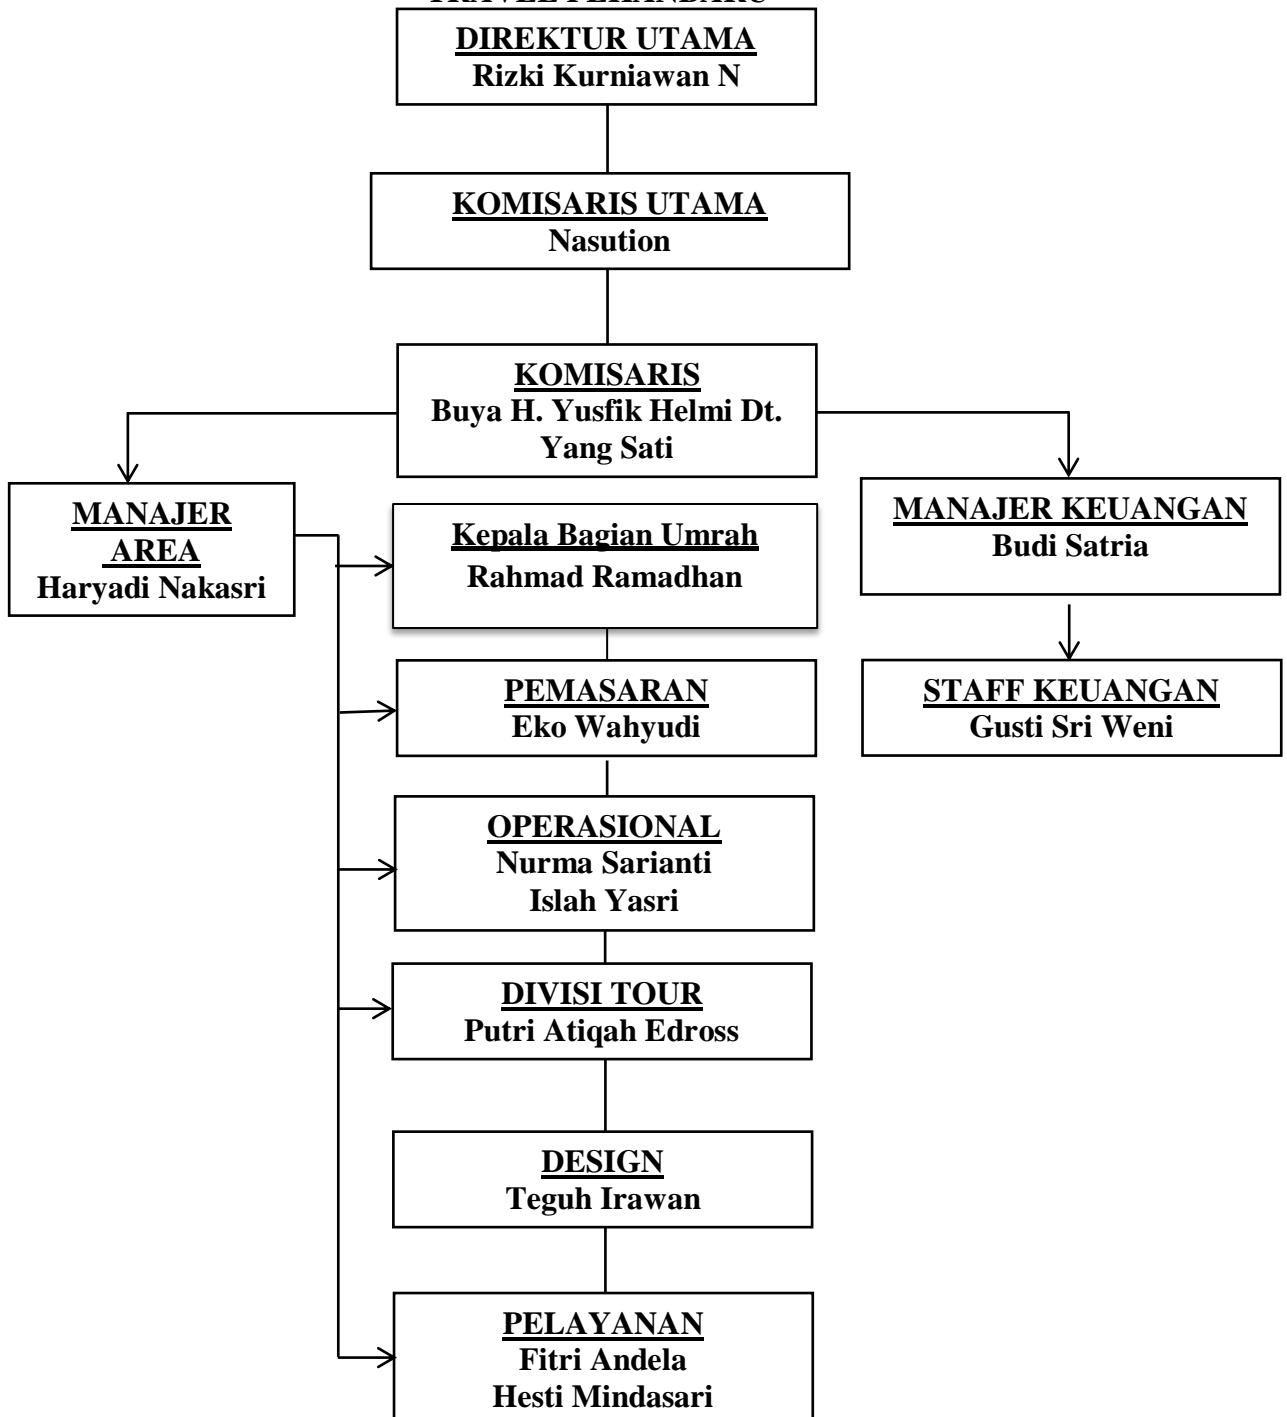 DIREKTUR UTAMA
Rizki Kurniawan N
KOMISARIS UTAMA
Nasution
KOMISARIS
Buya H. Yusfik Helmi Dt.
Yang Sati
MANAJER
AREA
Haryadi Nakasri
Kepala Bagian Umrah
Rahmad Ramadhan
MANAJER KEUANGAN
Budi Satria
PEMASARAN
Eko Wahyudi
STAFF KEUANGAN
Gusti Sri Weni
OPERASIONAL
Nurma Sarianti
Islah Yasri
DIVISI TOUR
Putri Atiqah Edross
DESIGN
Teguh Irawan
PELAYANAN
Fitri Andela
Hesti Mindasari